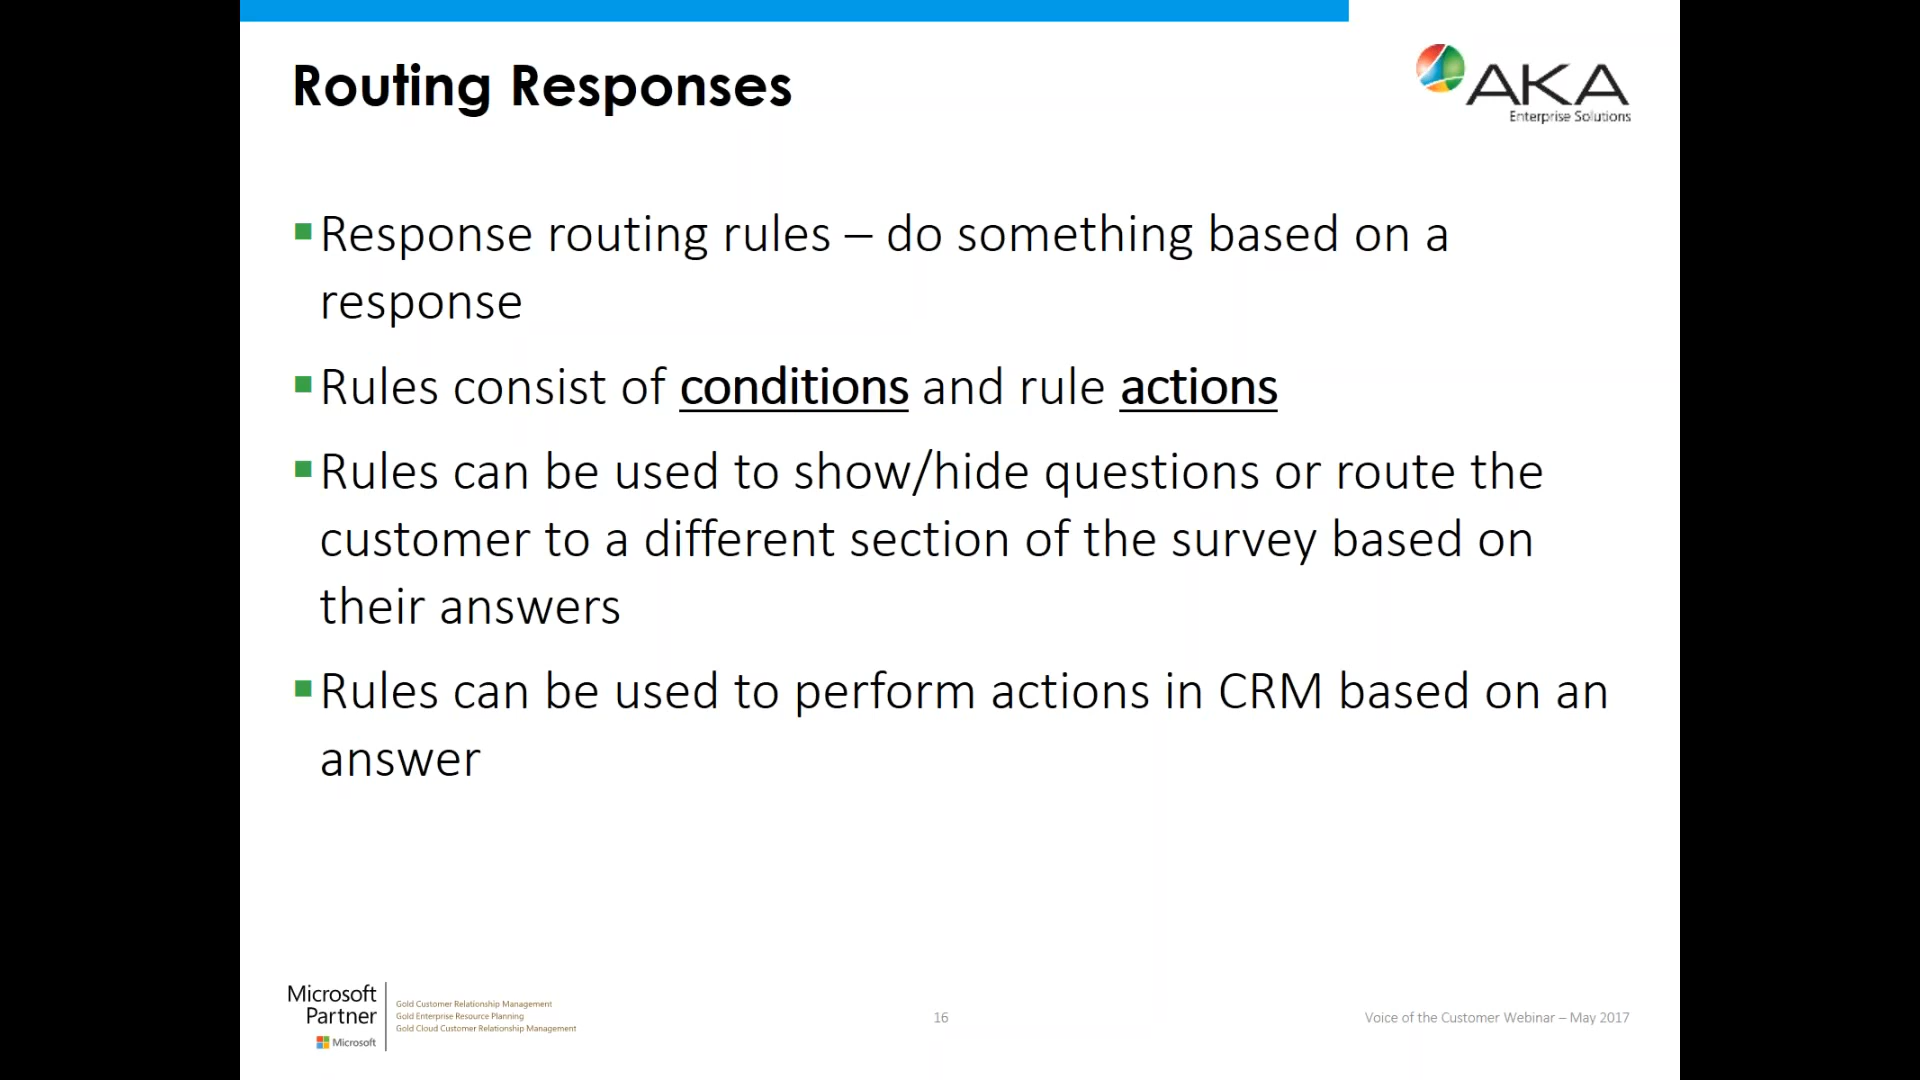 Routing Responses
AKA
Enterprise Solutions
Response routing rules – do something based on a
response
Rules consist of conditions and rule actions
Rules can be used to show/hide questions or route the
customer to a different section of the survey based on
their answers
Rules can be used to perform actions in CRM based on an
answer
Microsoft
Partner
Microsoft
Gold Customer Relationship Management
Gold Enterprise Resource Planning
Gold Cloud Customer Relationship Management
16
Voice of the Customer Webinar – May 2017